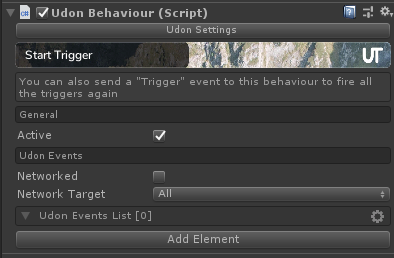 Udon Behaviour (Script)
Udon Settings
Start Trigger UT
You can also send a "Trigger" event to this behaviour to fire all
the triggers again
General
Active
Udon Events
Networked
Network Target All
Udon Events List [0]
Add Element